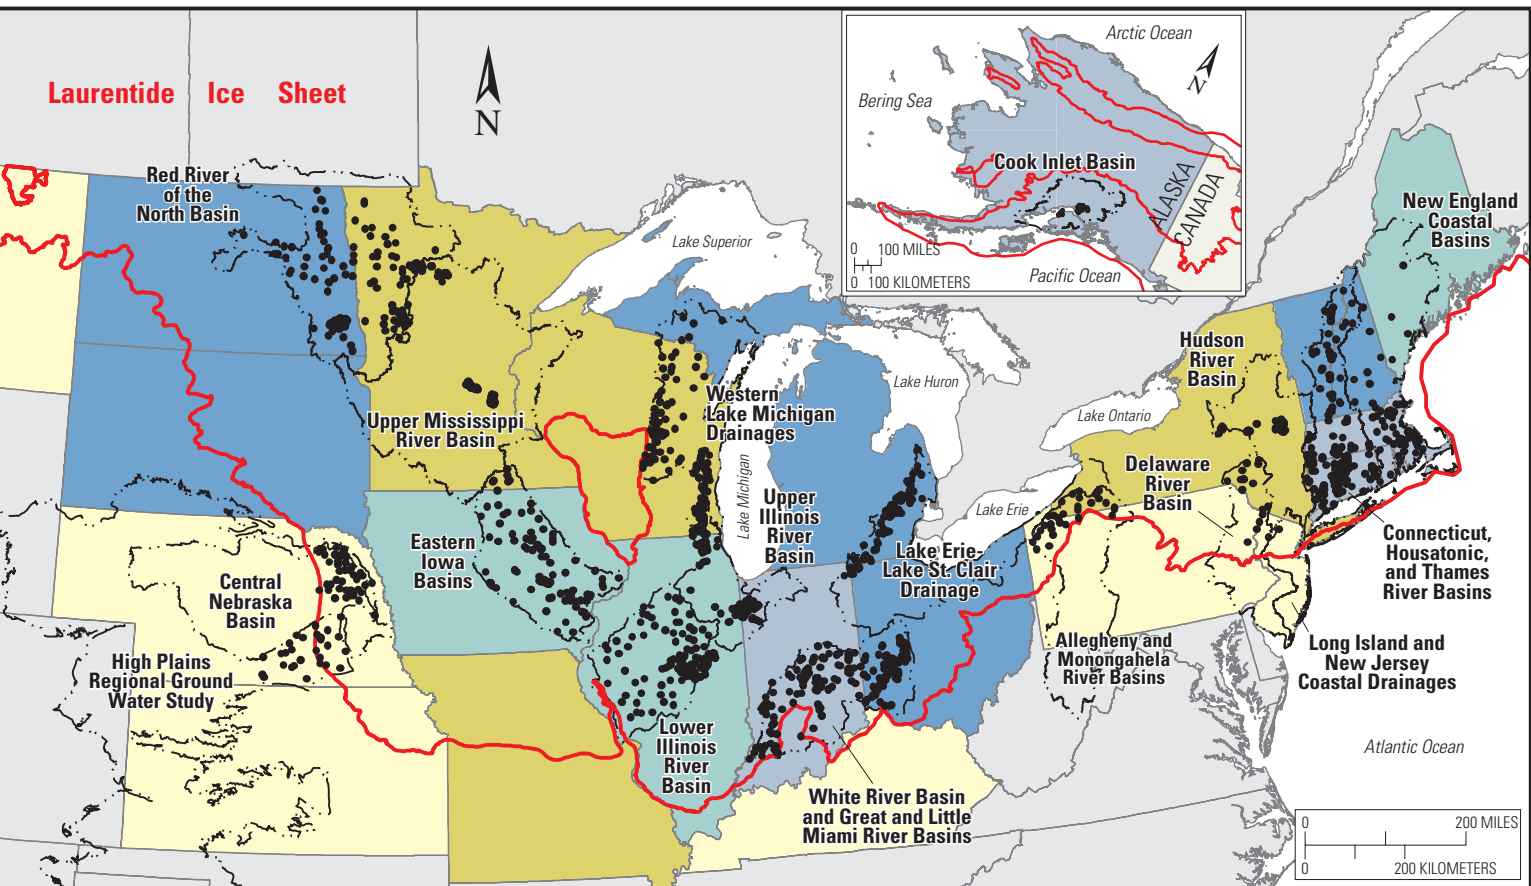 Laurentide Ice Sheet
N
Red River
of the
North Basin
Upper Mississippi
River Basin
Lake Superior
Western
Lake Michigan
Drainages
Lake Michigan
Lake Huron
Upper
Illinois
River
Basin
Lake Erie-
Lake St. Clair
Drainage
Lake Erie
Lake Ontario
Eastern
Iowa
Basins
Central
Nebraska
Basin
High Plains
Regional Ground
Water Study
Lower
Illinois
River
Basin
White River Basin
and Great and Little
Miami River Basins
Allegheny and
Monongahela
River Basins
Delaware
River
Basin
Hudson
River
Basin
New England
Coastal
Basins
Connecticut,
Housatonic,
and Thames
River Basins
Long Island and
New Jersey
Coastal Drainages
Atlantic Ocean
0 200 MILES
0 200 KILOMETERS
Arctic Ocean
N
Bering Sea
Cook Inlet Basin
ALASKA
CANADA
0 100 MILES
0 100 KILOMETERS
Pacific Ocean